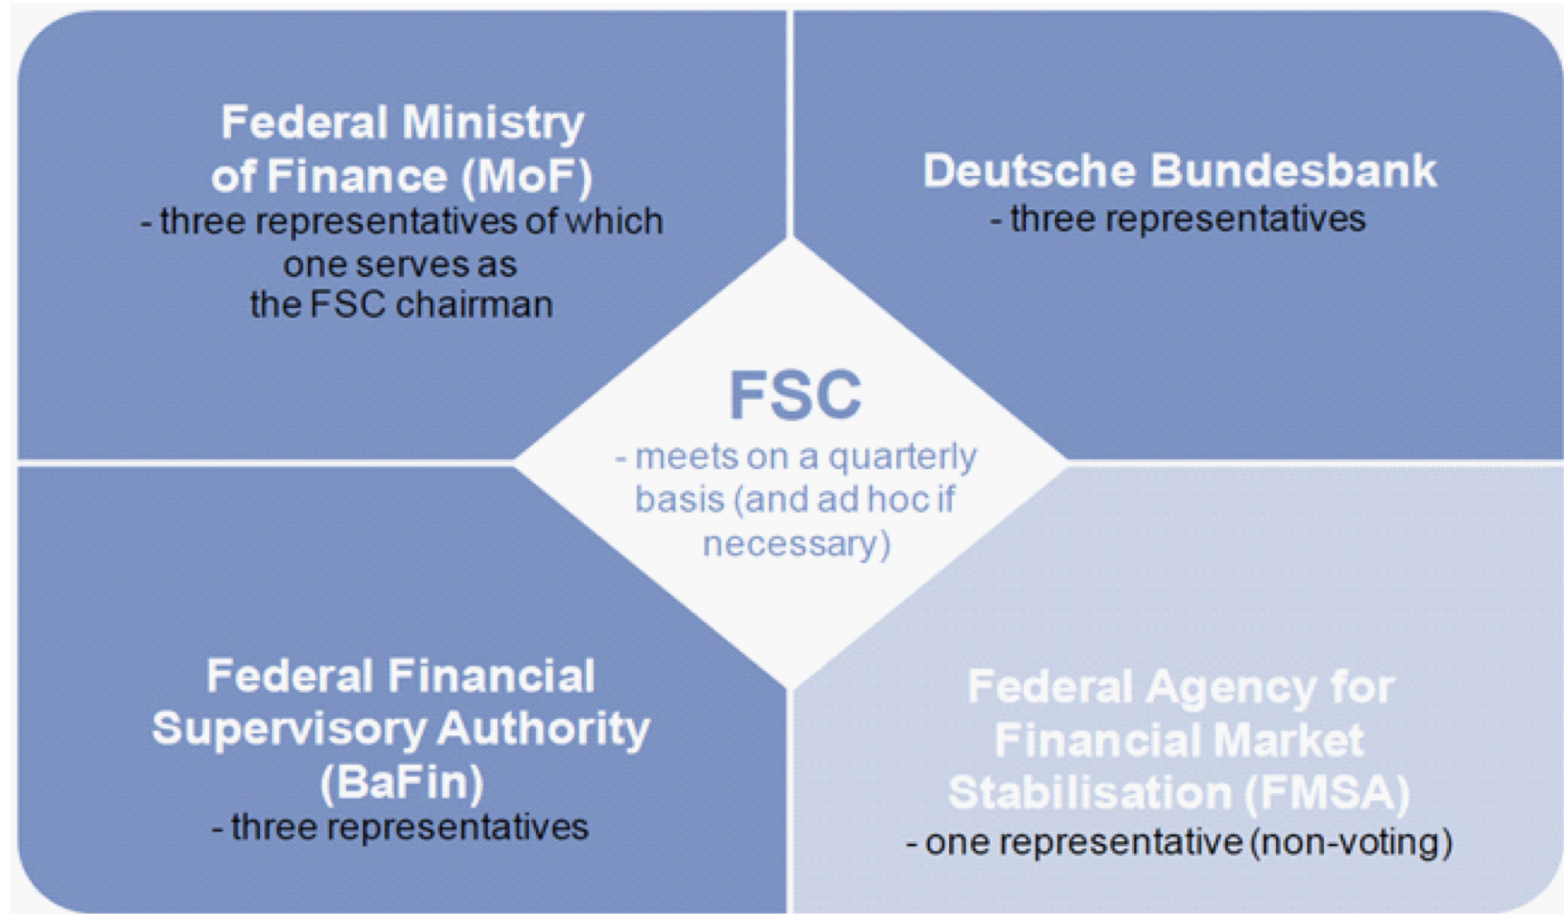 Federal Ministry
of Finance (MoF)
- three representatives of which
one serves as
the FSC chairman
Deutsche Bundesbank
- three representatives
FSC
- meets on a quarterly
basis (and ad hoc if
necessary)
Federal Financial
Supervisory Authority
(BaFin)
- three representatives
Federal Agency for
Financial Market
Stabilisation (FMSA)
- one representative (non-voting)